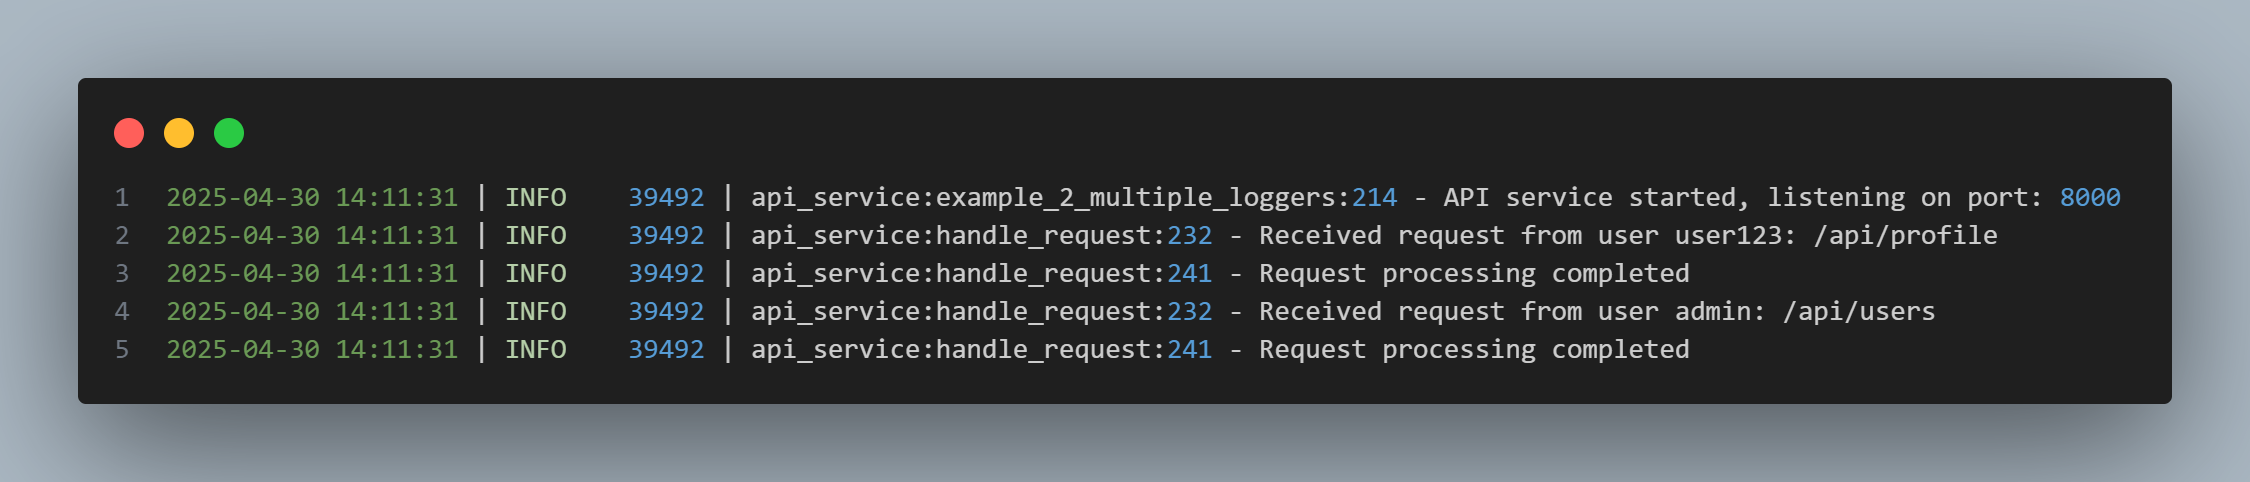 1 2025-04-30 14:11:31 | INFO    39492 | api_service:example_2_multiple_loggers:214 - API service started, listening on port: 8000
2 2025-04-30 14:11:31 | INFO    39492 | api_service:handle_request:232 - Received request from user user123: /api/profile
3 2025-04-30 14:11:31 | INFO    39492 | api_service:handle_request:241 - Request processing completed
4 2025-04-30 14:11:31 | INFO    39492 | api_service:handle_request:232 - Received request from user admin: /api/users
5 2025-04-30 14:11:31 | INFO    39492 | api_service:handle_request:241 - Request processing completed